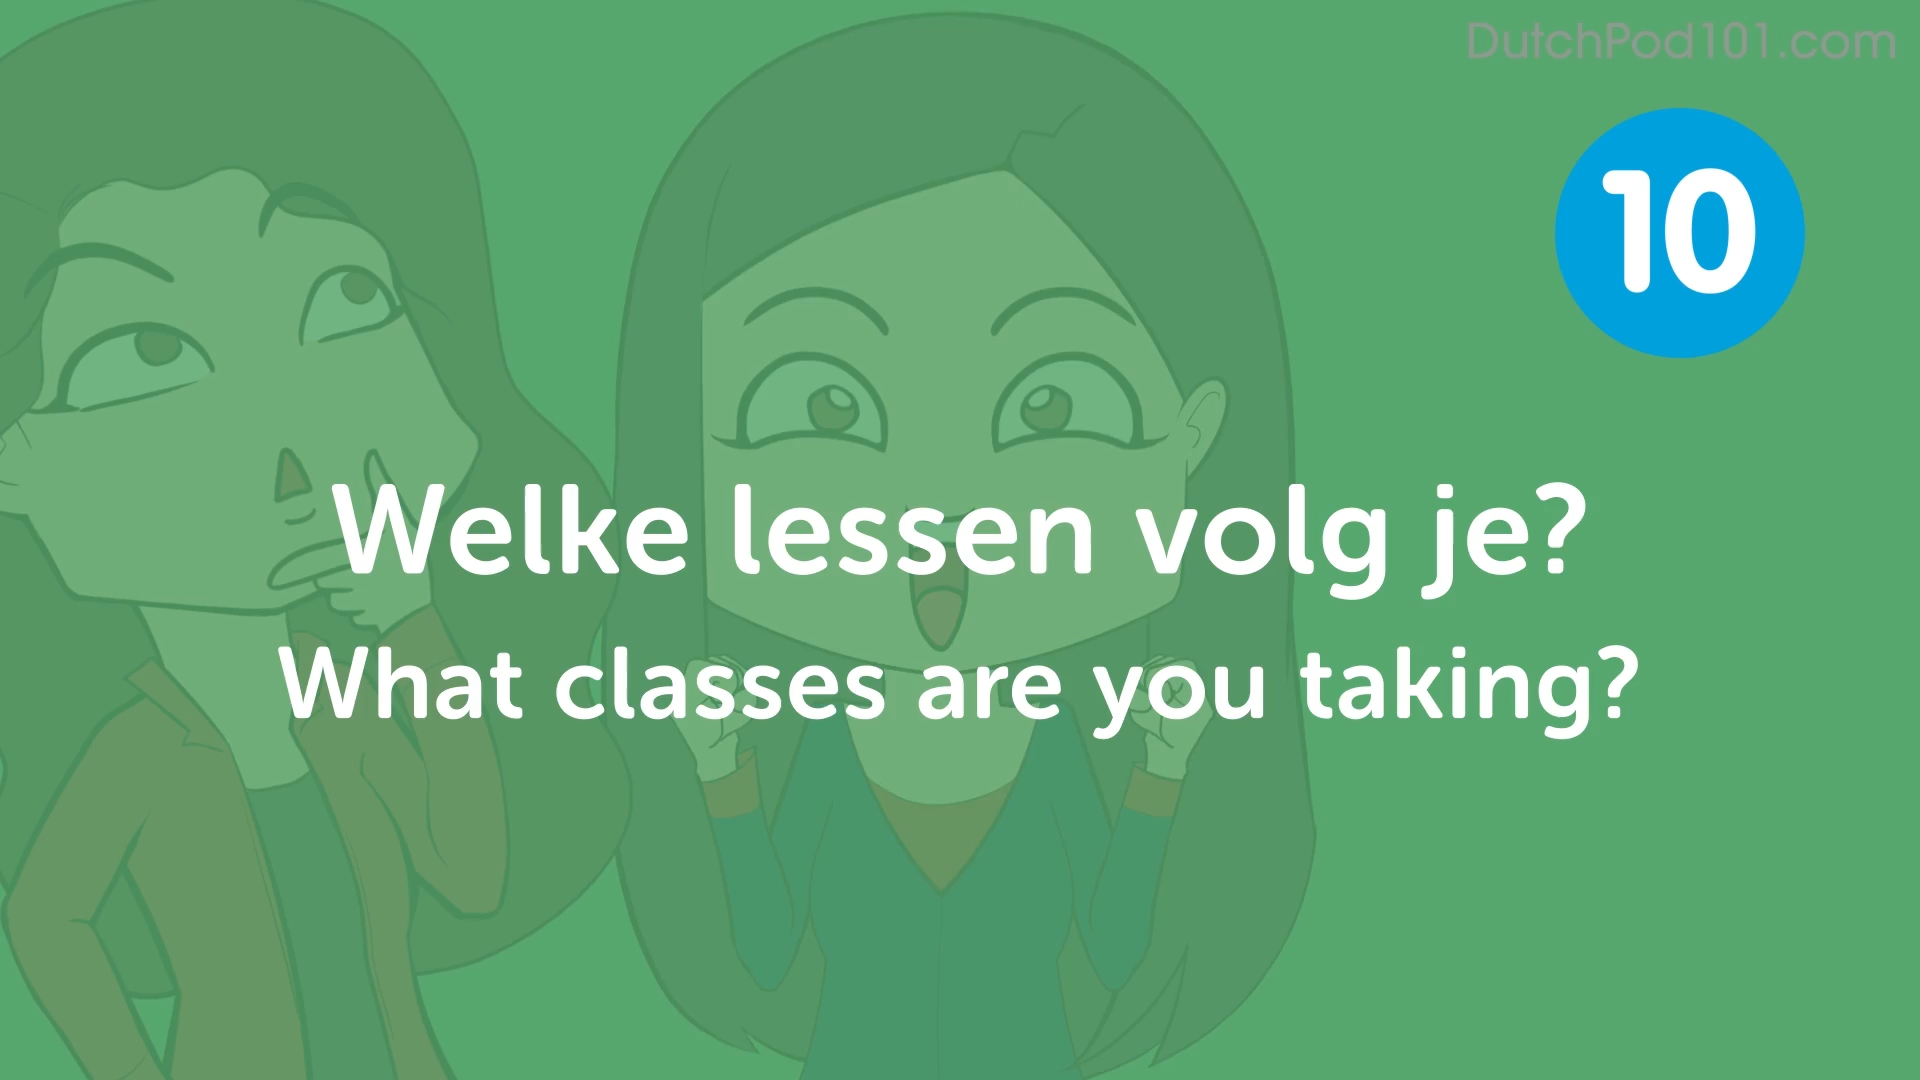 DutchPod101.com
10
Welke lessen volg je?
What classes are you taking?